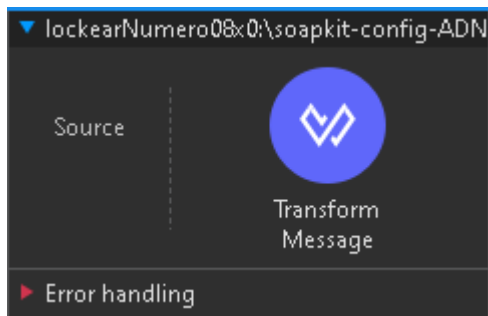 lockearNumero08x0:\soapkit-config-ADN
Source
Transform
Message
Error handling